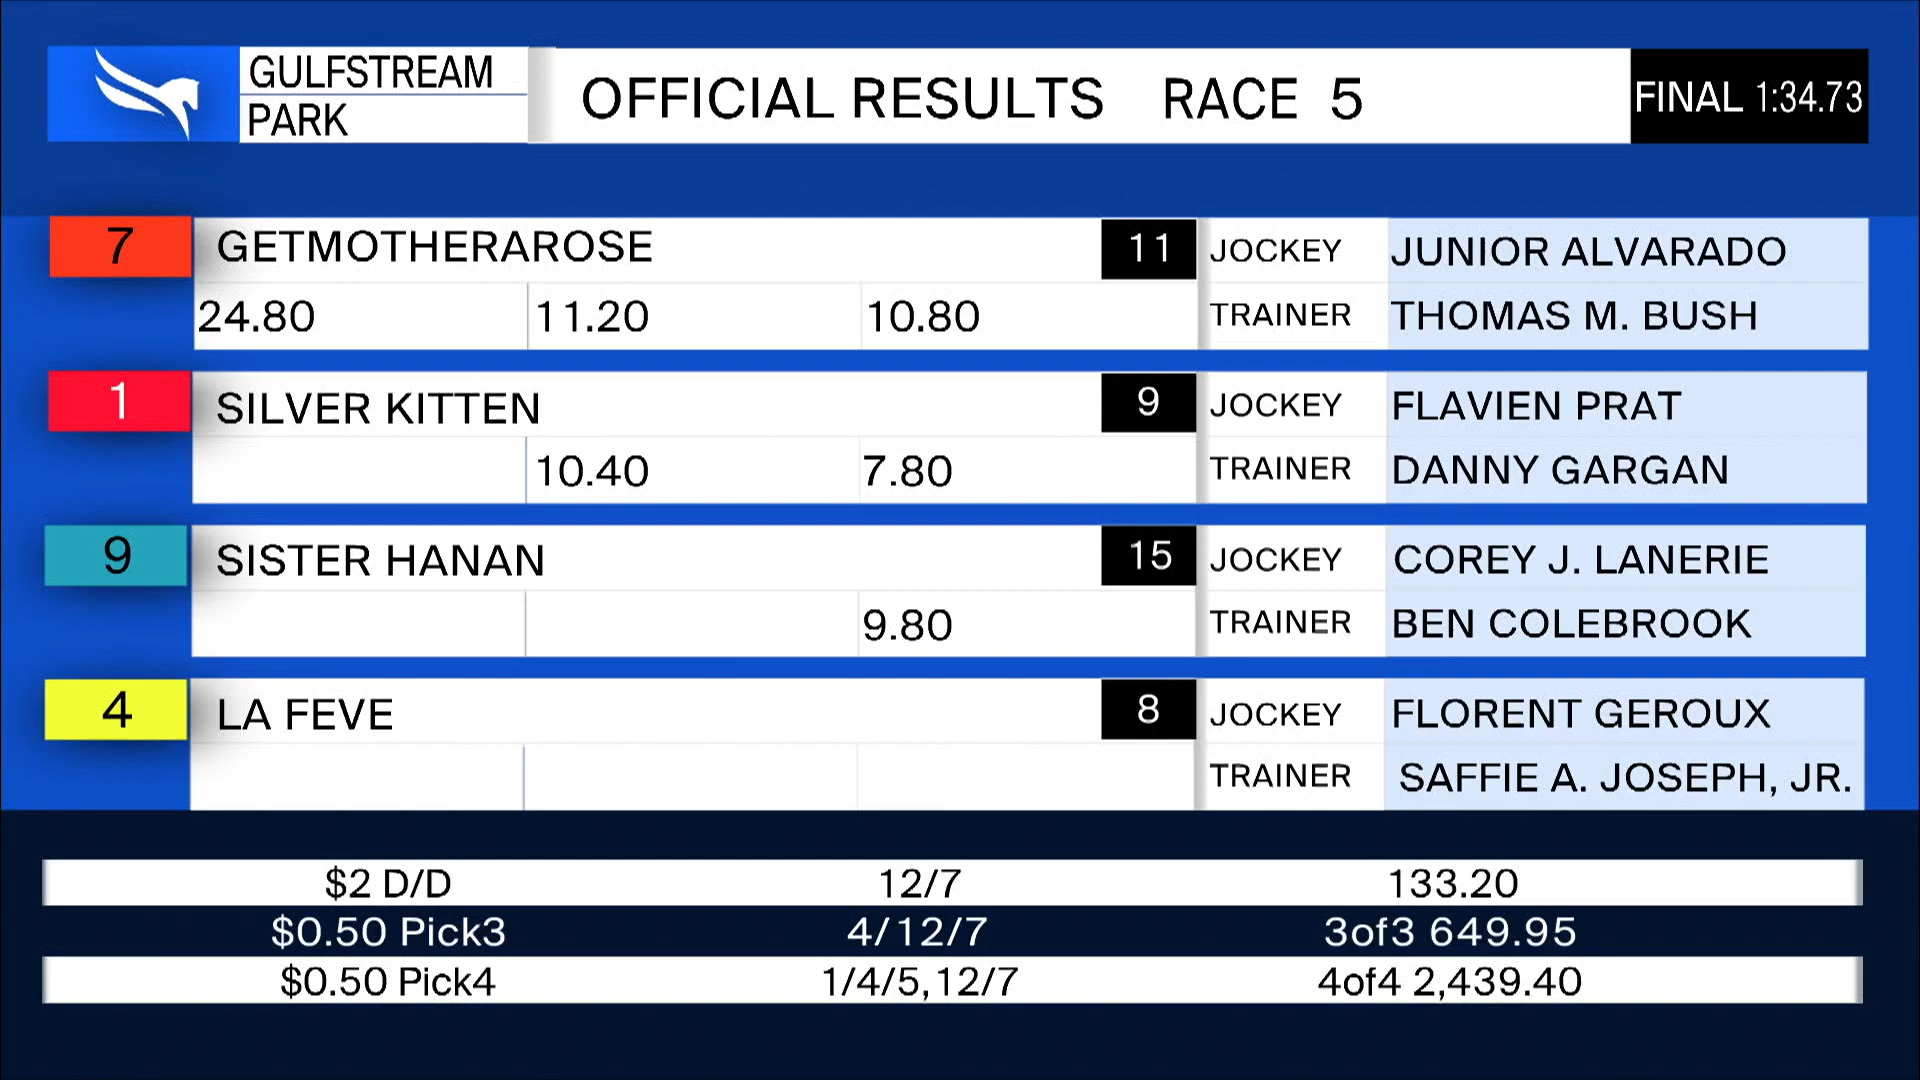 GULFSTREAM
PARK
OFFICIAL RESULTS RACE 5
FINAL 1:34.73
7 GETMOTHERAROSE 11 JOCKEY JUNIOR ALVARADO
24.80 11.20 10.80 TRAINER THOMAS M. BUSH
1 SILVER KITTEN 9 JOCKEY FLAVIEN PRAT
10.40 7.80 TRAINER DANNY GARGAN
9 SISTER HANAN 15 JOCKEY COREY J. LANERIE
9.80 TRAINER BEN COLEBROOK
4 LA FEVE 8 JOCKEY FLORENT GEROUX
TRAINER SAFFIE A. JOSEPH, JR.
$2 D/D 12/7 133.20
$0.50 Pick3 4/12/7 3of3 649.95
$0.50 Pick4 1/4/5,12/7 4of4 2,439.40